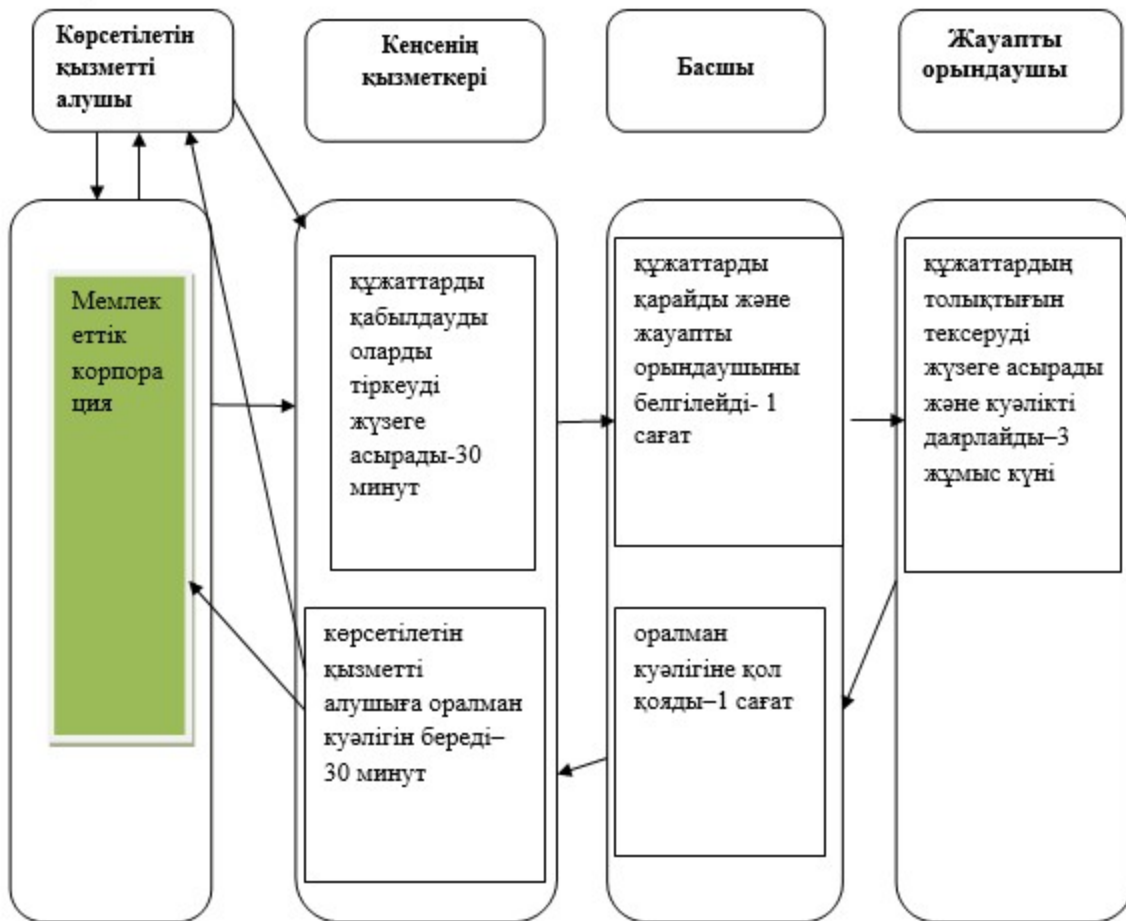 Көрсетілетін
қызметті
алушы
Кеңсенің
қызметкері
Басшы
Жауапты
орындаушы
Мемлек
еттік
корпора
ция
құжаттарды
қабылдауды
оларды
тіркеуді
жүзеге
асырады-30
минут
құжаттарды
қарайды және
жауапты
орындаушыны
белгілейді- 1
сағат
құжаттардың
толықтығын
тексеруді
жүзеге асырады
және куәлікті
даярлайды–3
жұмыс күні
көрсетілетін
қызметті
алушыға оралман
куәлігін береді–
30 минут
оралман
куәлігіне қол
қояды–1 сағат